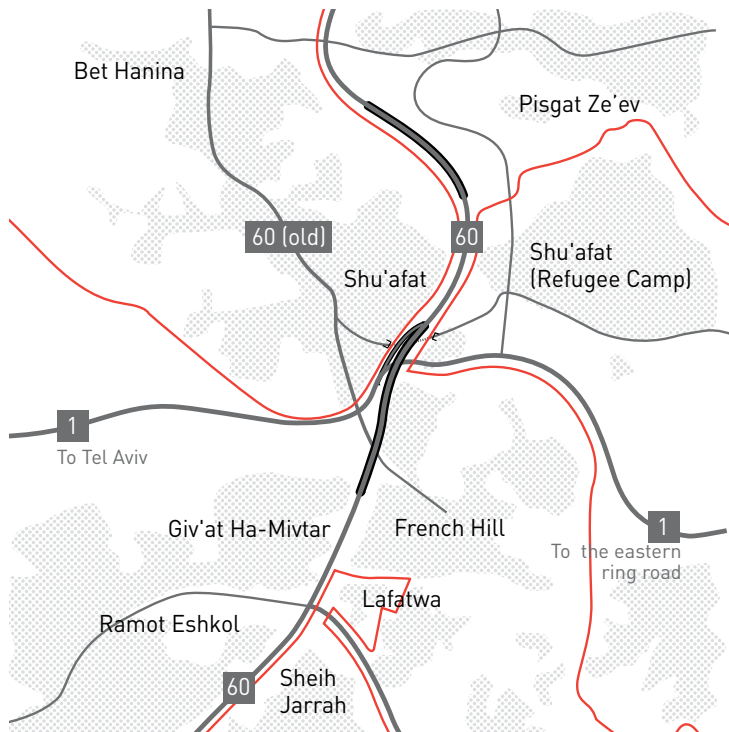 Bet Hanina
Pisgat Ze’ev
60 (old)
60
Shu'afat
Shu'afat
(Refugee Camp)
1
To Tel Aviv
Giv'at Ha-Mivtar
French Hill
1
To the eastern
ring road
Lafatwa
Ramot Eshkol
60
Sheih
Jarrah